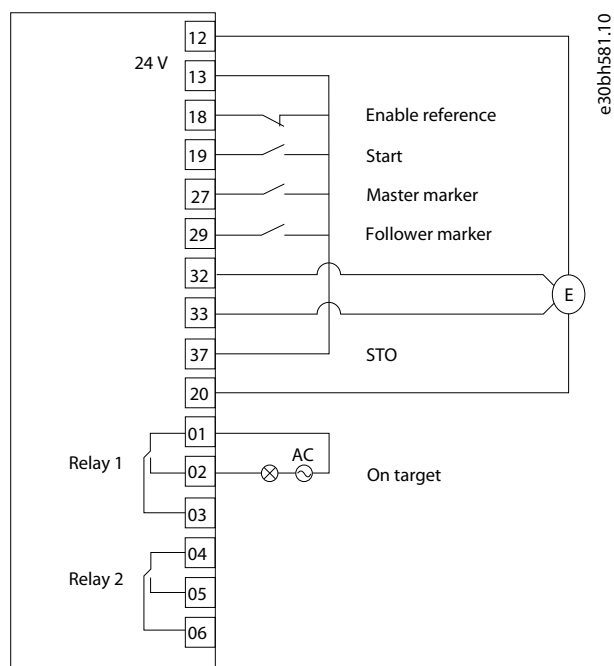 e30bh581.10
12
24 V
13
18 Enable reference
19 Start
27 Master marker
29 Follower marker
32
E
33
37 STO
20
01
Relay 1
AC
02 On target
03
04
Relay 2
05
06